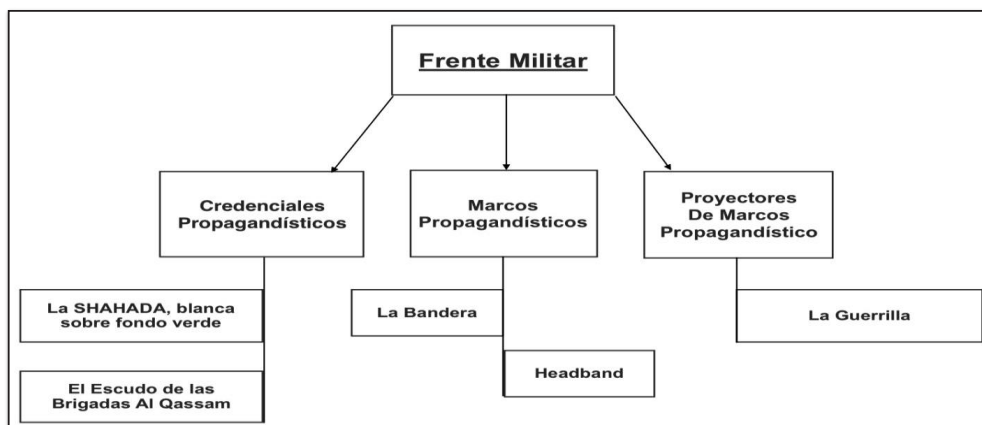 Frente Militar
Credenciales
Propagandísticos
Marcos
Propagandísticos
Proyectores
De Marcos
Propagandístico
La SHAHADA, blanca
sobre fondo verde
La Bandera
La Guerrilla
Headband
El Escudo de las
Brigadas Al Qassam